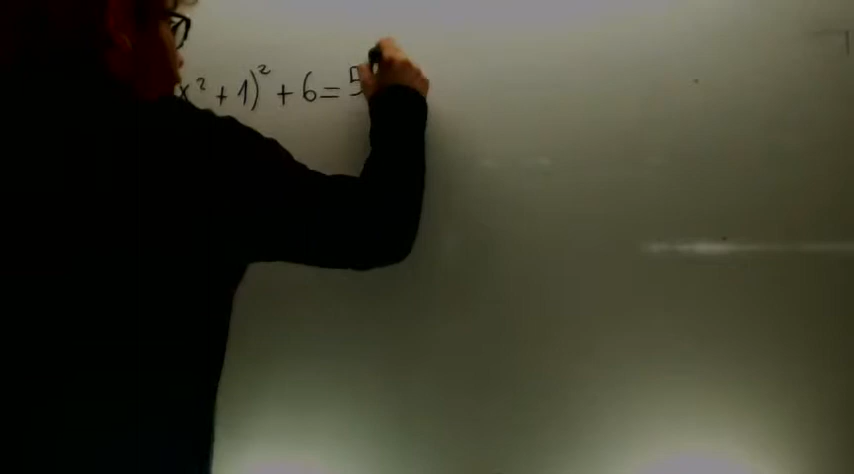 x² + 1)² + 6 = 5